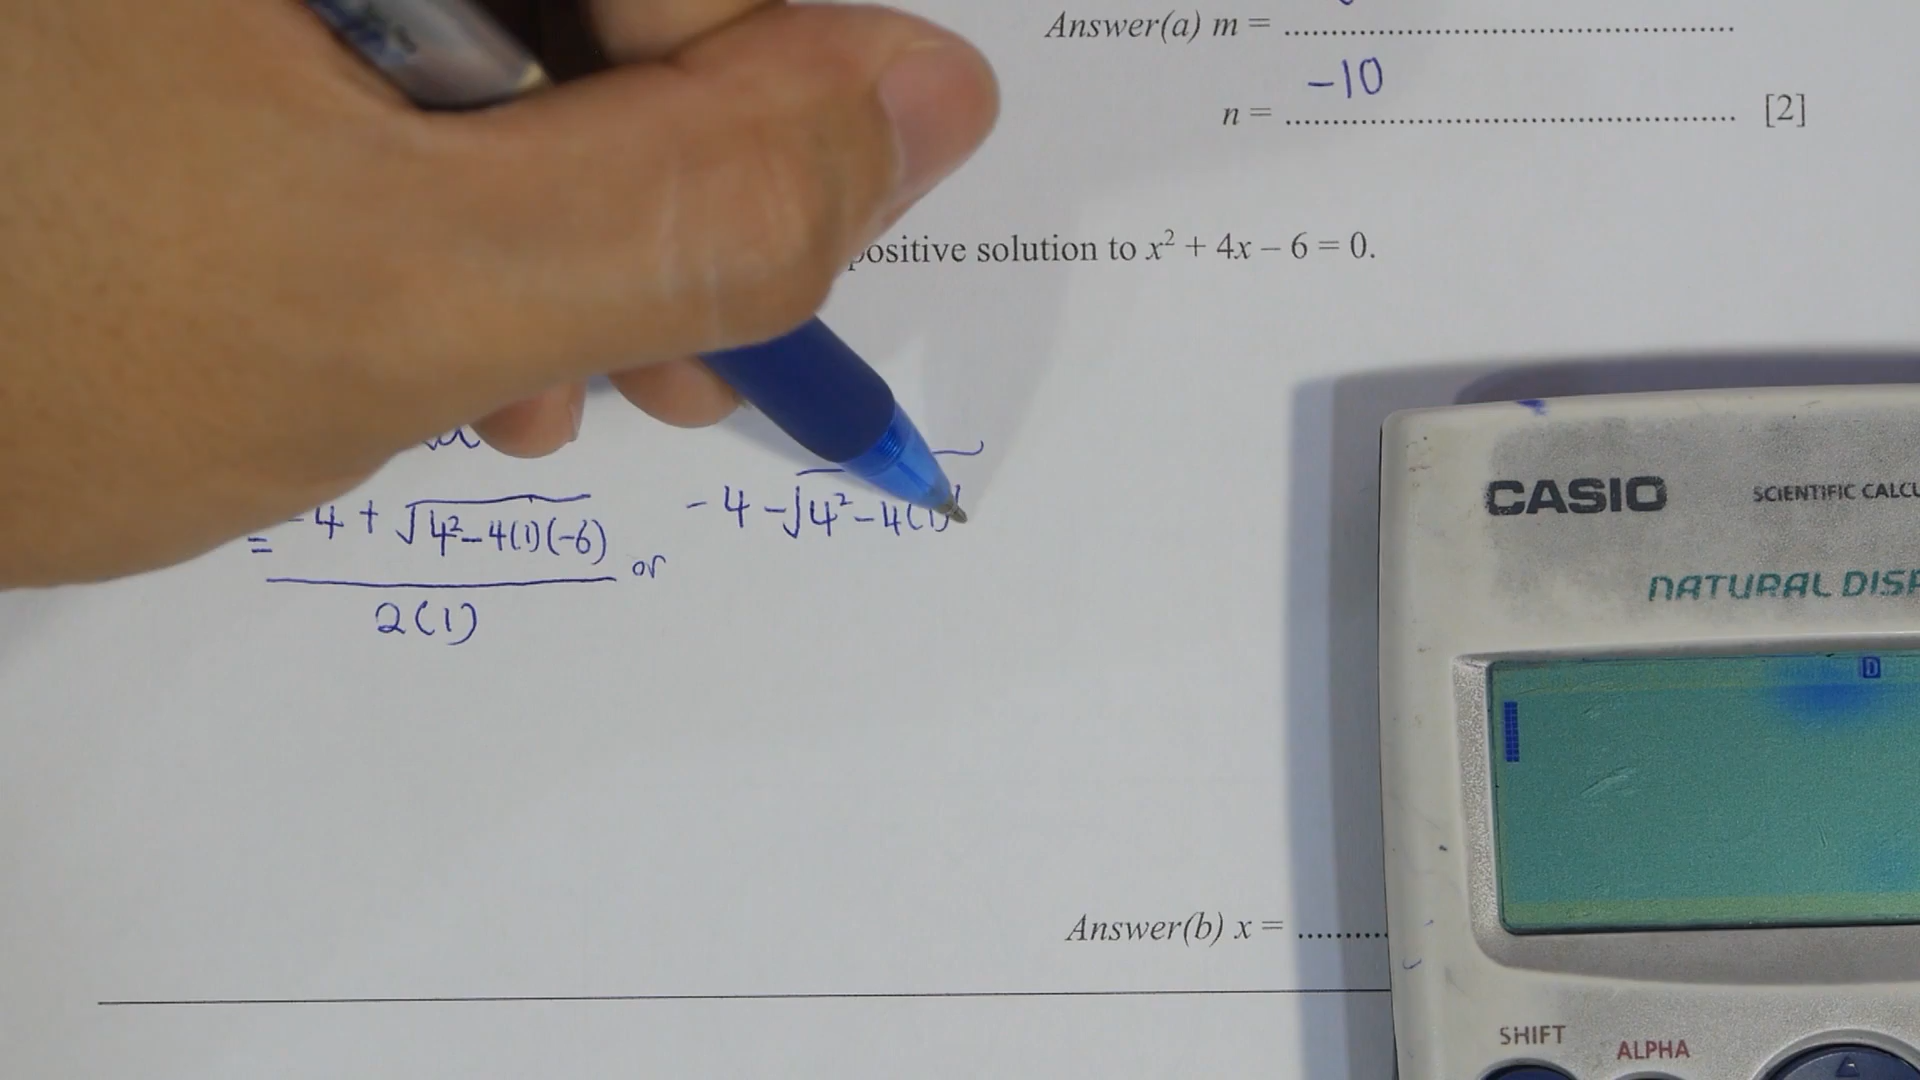 Answer(a) m = ........................
-10
n = ........................ [2]
positive solution to x² + 4x – 6 = 0.
= -4 + √4²-4(1)(-6) or -4 -√4²-4(1)
2(1)
CASIO SCIENTIFIC CALCU
NATURAL DISP
D
Answer(b) x = ..........
SHIFT
ALPHA